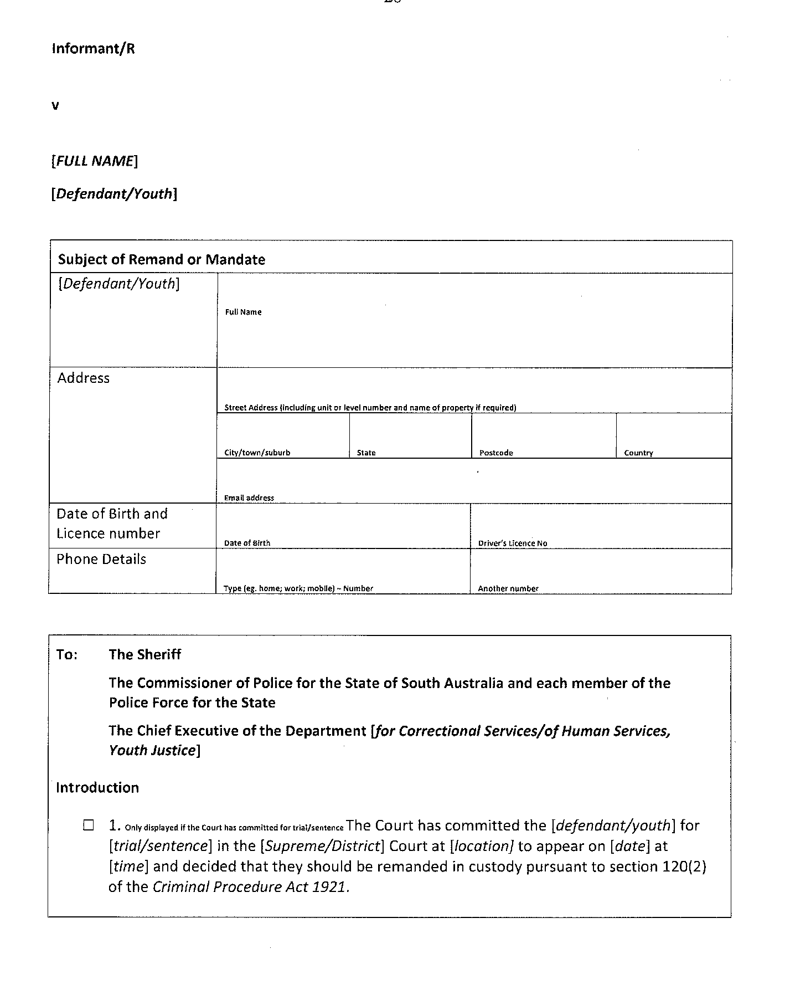 Informant/R
v
[FULL NAME]
[Defendant/Youth]
Subject of Remand or Mandate
[Defendant/Youth]
Full Name
Address
Street Address (including unit or level number and name of property if required)
City/town/suburb State Postcode Country
Email address
Date of Birth and
Licence number
Date of Birth Driver's Licence No
Phone Details
Type (eg. home; work; mobile) – Number Another number
To: The Sheriff
The Commissioner of Police for the State of South Australia and each member of the
Police Force for the State
The Chief Executive of the Department [for Correctional Services/of Human Services,
Youth Justice]
Introduction
☐ 1. Only displayed if the Court has committed for trial/sentence The Court has committed the [defendant/youth] for
[trial/sentence] in the [Supreme/District] Court at [location] to appear on [date] at
[time] and decided that they should be remanded in custody pursuant to section 120(2)
of the Criminal Procedure Act 1921.